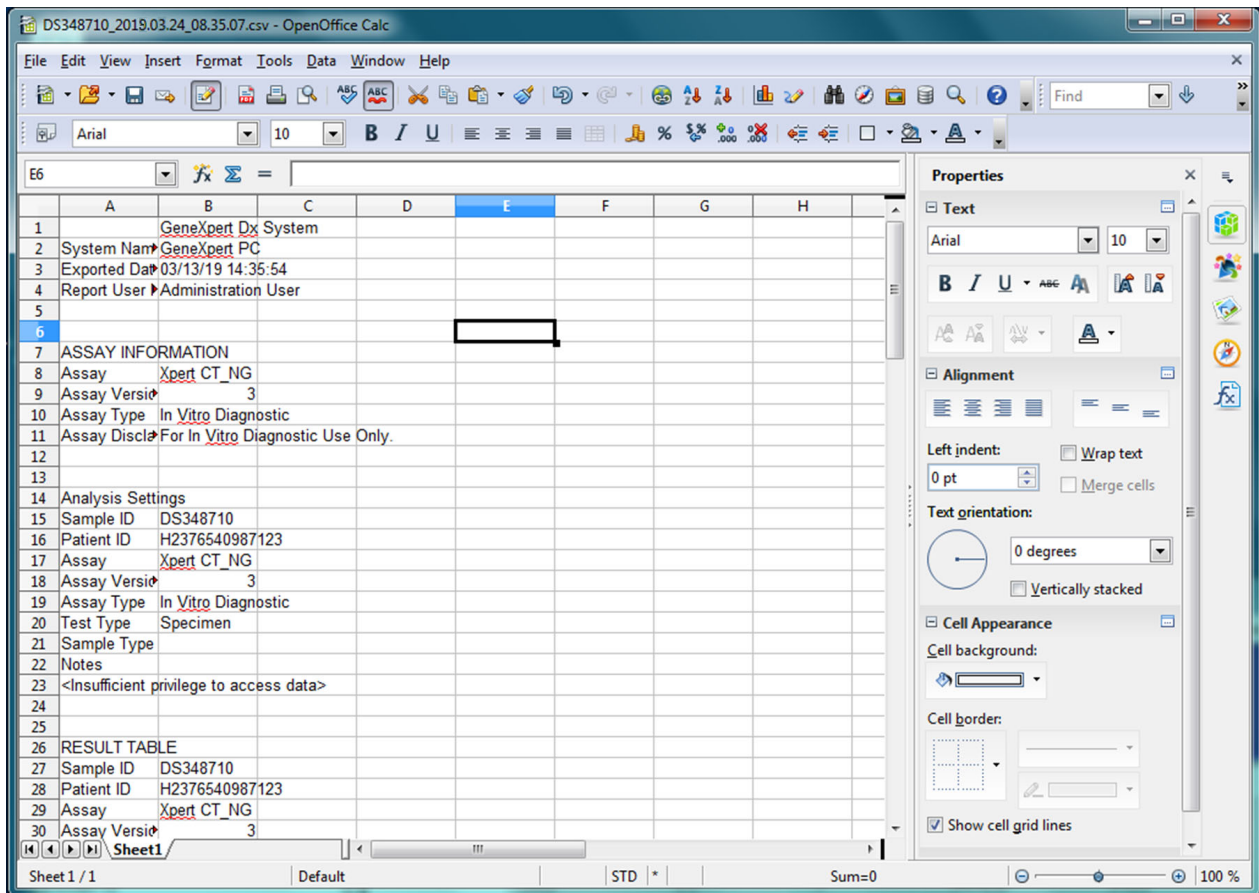 DS348710_2019.03.24_08.35.07.csv - OpenOffice Calc
File Edit View Insert Format Tools Data Window Help
ABC ABC Find
Arial 10 B I U
E6 fx Σ =
A B C D E F G H
1 GeneXpert Dx System
2 System Nam GeneXpert PC
3 Exported Dat 03/13/19 14:35:54
4 Report User Administration User
5
6
7 ASSAY INFORMATION
8 Assay Xpert CT_NG
9 Assay Versio 3
10 Assay Type In Vitro Diagnostic
11 Assay Discla For In Vitro Diagnostic Use Only.
12
13
14 Analysis Settings
15 Sample ID DS348710
16 Patient ID H2376540987123
17 Assay Xpert CT_NG
18 Assay Versio 3
19 Assay Type In Vitro Diagnostic
20 Test Type Specimen
21 Sample Type
22 Notes
23 <Insufficient privilege to access data>
24
25
26 RESULT TABLE
27 Sample ID DS348710
28 Patient ID H2376540987123
29 Assay Xpert CT_NG
30 Assay Versio 3
Sheet1
Sheet 1 / 1 Default STD * Sum=0 100 %
Properties
Text
Arial 10
B I U ABC AA
Alignment
Left indent:
Wrap text
0 pt
Merge cells
Text orientation:
0 degrees
Vertically stacked
Cell Appearance
Cell background:
Cell border:
Show cell grid lines